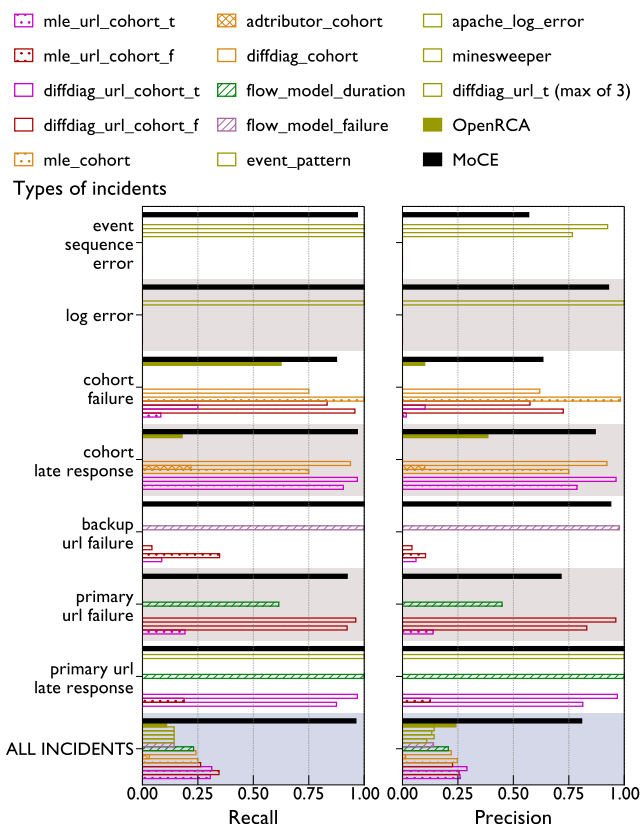 mle_url_cohort_t adtributor_cohort apache_log_error
mle_url_cohort_f diffdiag_cohort minesweeper
diffdiag_url_cohort_t flow_model_duration diffdiag_url_t (max of 3)
diffdiag_url_cohort_f flow_model_failure OpenRCA
mle_cohort event_pattern MoCE
Types of incidents
event
sequence
error
log error
cohort
failure
cohort
late response
backup
url failure
primary
url failure
primary url
late response
ALL INCIDENTS
0.00 0.25 0.50 0.75 1.00 0.00 0.25 0.50 0.75 1.00
Recall Precision